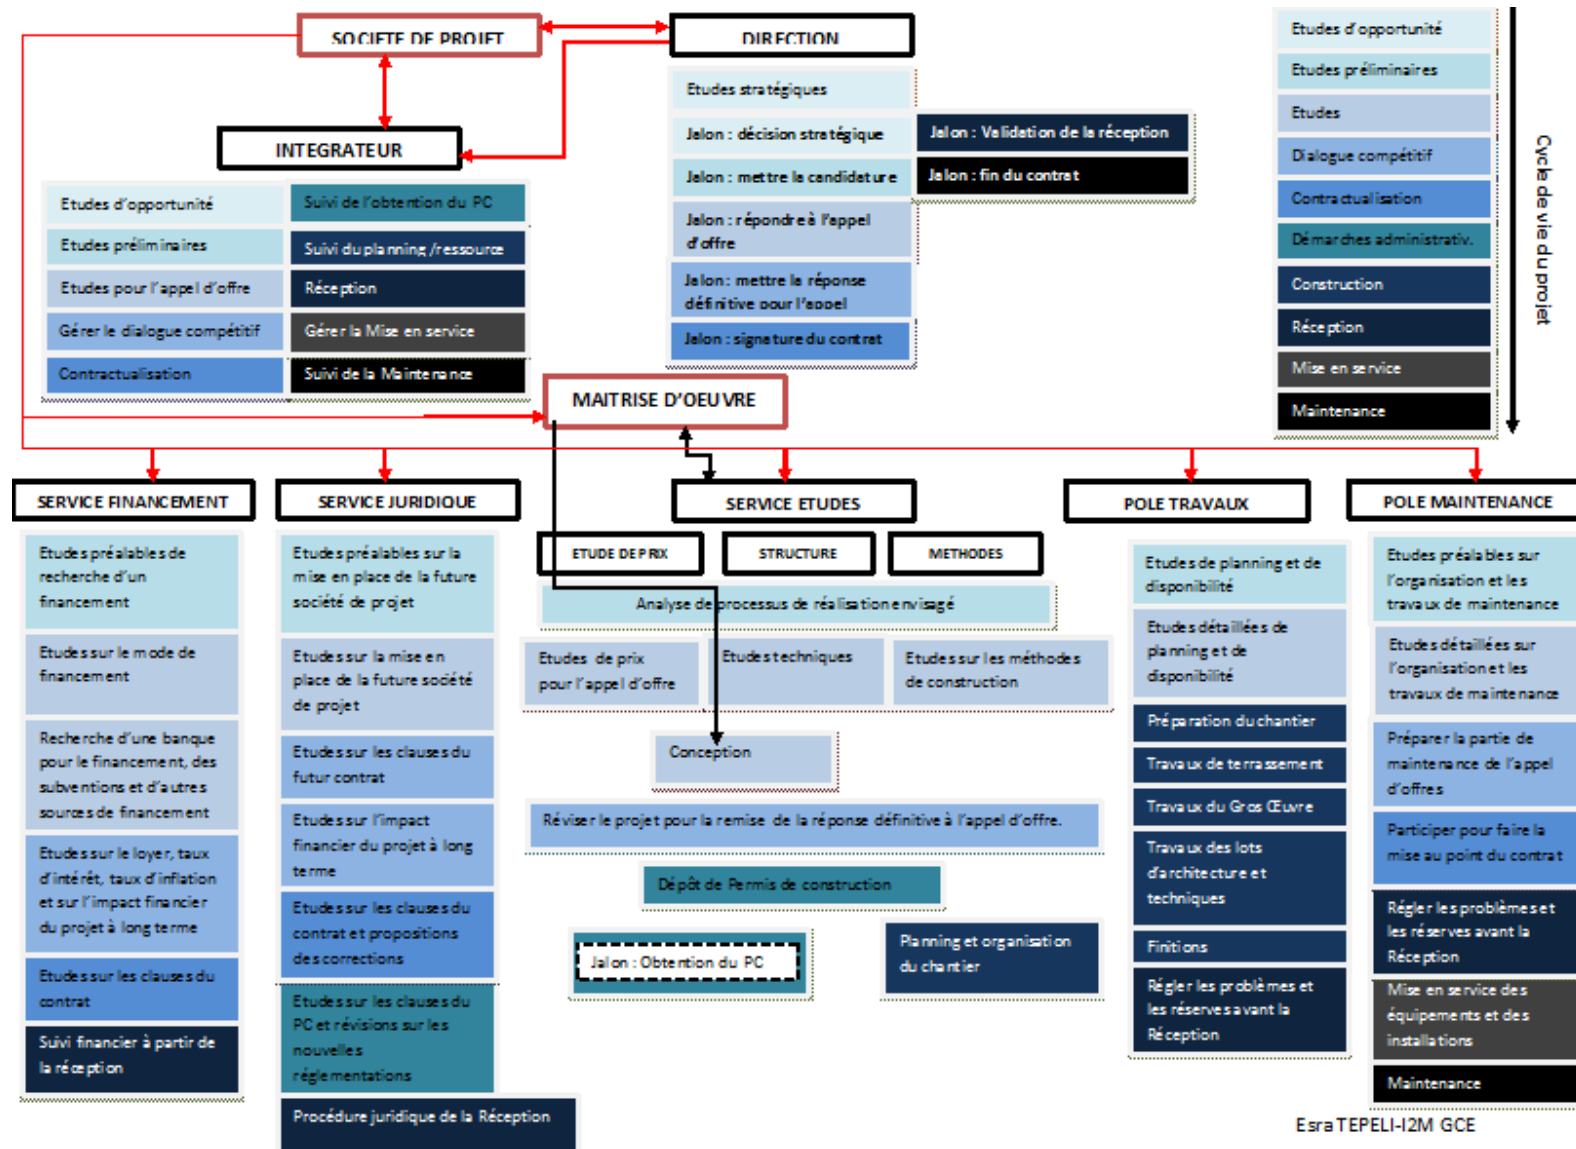 SOCIETE DE PROJET
DIRECTION
INTEGRATEUR
Etudes d'opportunité
Etudes préliminaires
Etudes pour l'appel d'offre
Gérer le dialogue compétitif
Contractualisation
Suivi de l'obtention du PC
Suivi du planning /ressource
Réception
Gérer la Mise en service
Suivi de la Maintenance
Etudes stratégiques
Jalon : décision stratégique
Jalon : mettre la candidature
Jalon : répondre à l'appel
d'offre
Jalon : mettre la réponse
définitive pour l'appel
Jalon : signature du contrat
Jalon : Validation de la réception
Jalon : fin du contrat
Etudes d'opportunité
Etudes préliminaires
Etudes
Dialogue compétitif
Contractualisation
Démarches administrativ.
Construction
Réception
Mise en service
Maintenance
Cycle de vie du projet
MAITRISE D'OEUVRE
SERVICE FINANCEMENT
Etudes préalables de
recherche d'un
financement
Etudes sur le mode de
financement
Recherche d'une banque
pour le financement, des
subventions et d'autres
sources de financement
Etudes sur le loyer, taux
d'intérêt, taux d'inflation
et sur l'impact financier
du projet à long terme
Etudes sur les clauses du
contrat
Suivi financier à partir de
la réception
SERVICE JURIDIQUE
Etudes préalables sur la
mise en place de la future
société de projet
Etudes sur la mise en
place de la future société
de projet
Etudes sur les clauses du
futur contrat
Etudes sur l'impact
financier du projet à long
terme
Etudes sur les clauses du
contrat et propositions
des corrections
Etudes sur les clauses du
PC et révisions sur les
nouvelles
réglementations
Procédure juridique de la Réception
SERVICE ETUDES
ETUDE DE PRIX
STRUCTURE
METHODES
Analyse de processus de réalisation envisagé
Etudes de prix
pour l'appel d'offre
Etudes techniques
Etudes sur les méthodes
de construction
Conception
Réviser le projet pour la remise de la réponse définitive à l'appel d'offre.
Dépôt de Permis de construction
Jalon : Obtention du PC
Planning et organisation
du chantier
POLE TRAVAUX
Etudes de planning et de
disponibilité
Etudes détaillées de
planning et de
disponibilité
Préparation du chantier
Travaux de terrassement
Travaux du Gros Œuvre
Travaux des lots
d'architecture et
techniques
Finitions
Régler les problèmes et
les réserves avant la
Réception
POLE MAINTENANCE
Etudes préalables sur
l'organisation et les
travaux de maintenance
Etudes détaillées sur
l'organisation et les
travaux de maintenance
Préparer la partie de
maintenance de l'appel
d'offres
Participer pour faire la
mise au point du contrat
Régler les problèmes et
les réserves avant la
Réception
Mise en service des
équipements et des
installations
Maintenance
Esra TEPELI-I2M GCE